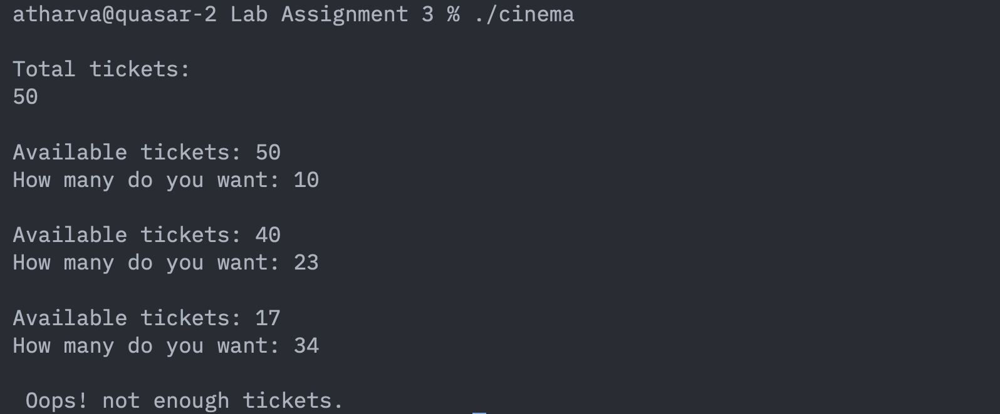 atharva@quasar-2 Lab Assignment 3 % ./cinema
Total tickets:
50
Available tickets: 50
How many do you want: 10
Available tickets: 40
How many do you want: 23
Available tickets: 17
How many do you want: 34
Oops! not enough tickets.